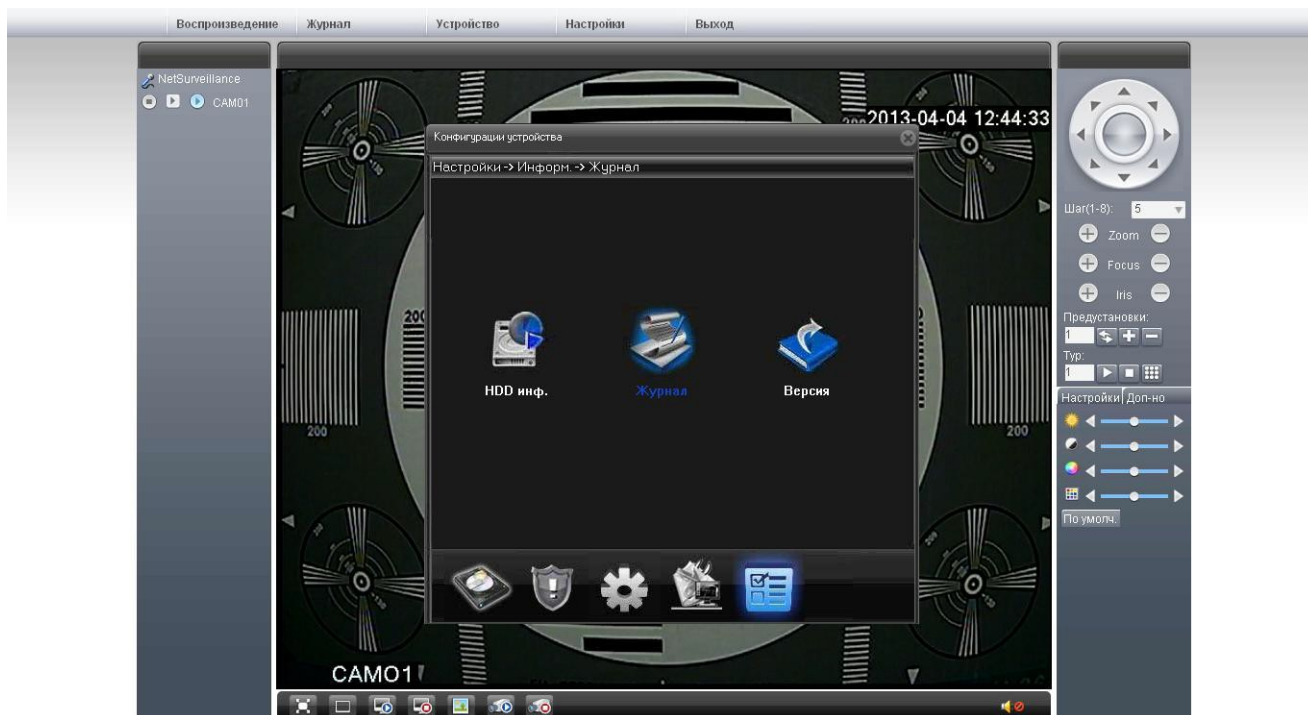 Воспроизведение Журнал Устройство Настройки Выход
NetSurveillance
CAM01
2013-04-04 12:44:33
Конфигурации устройства
Настройки -> Информ. -> Журнал
HDD инф. Журнал Версия
200
200
200
CAM01
Шаг(1-8): 5
Zoom
Focus
Iris
Предустановки:
1
Тур:
1
Настройки Доп-но
По умолч.